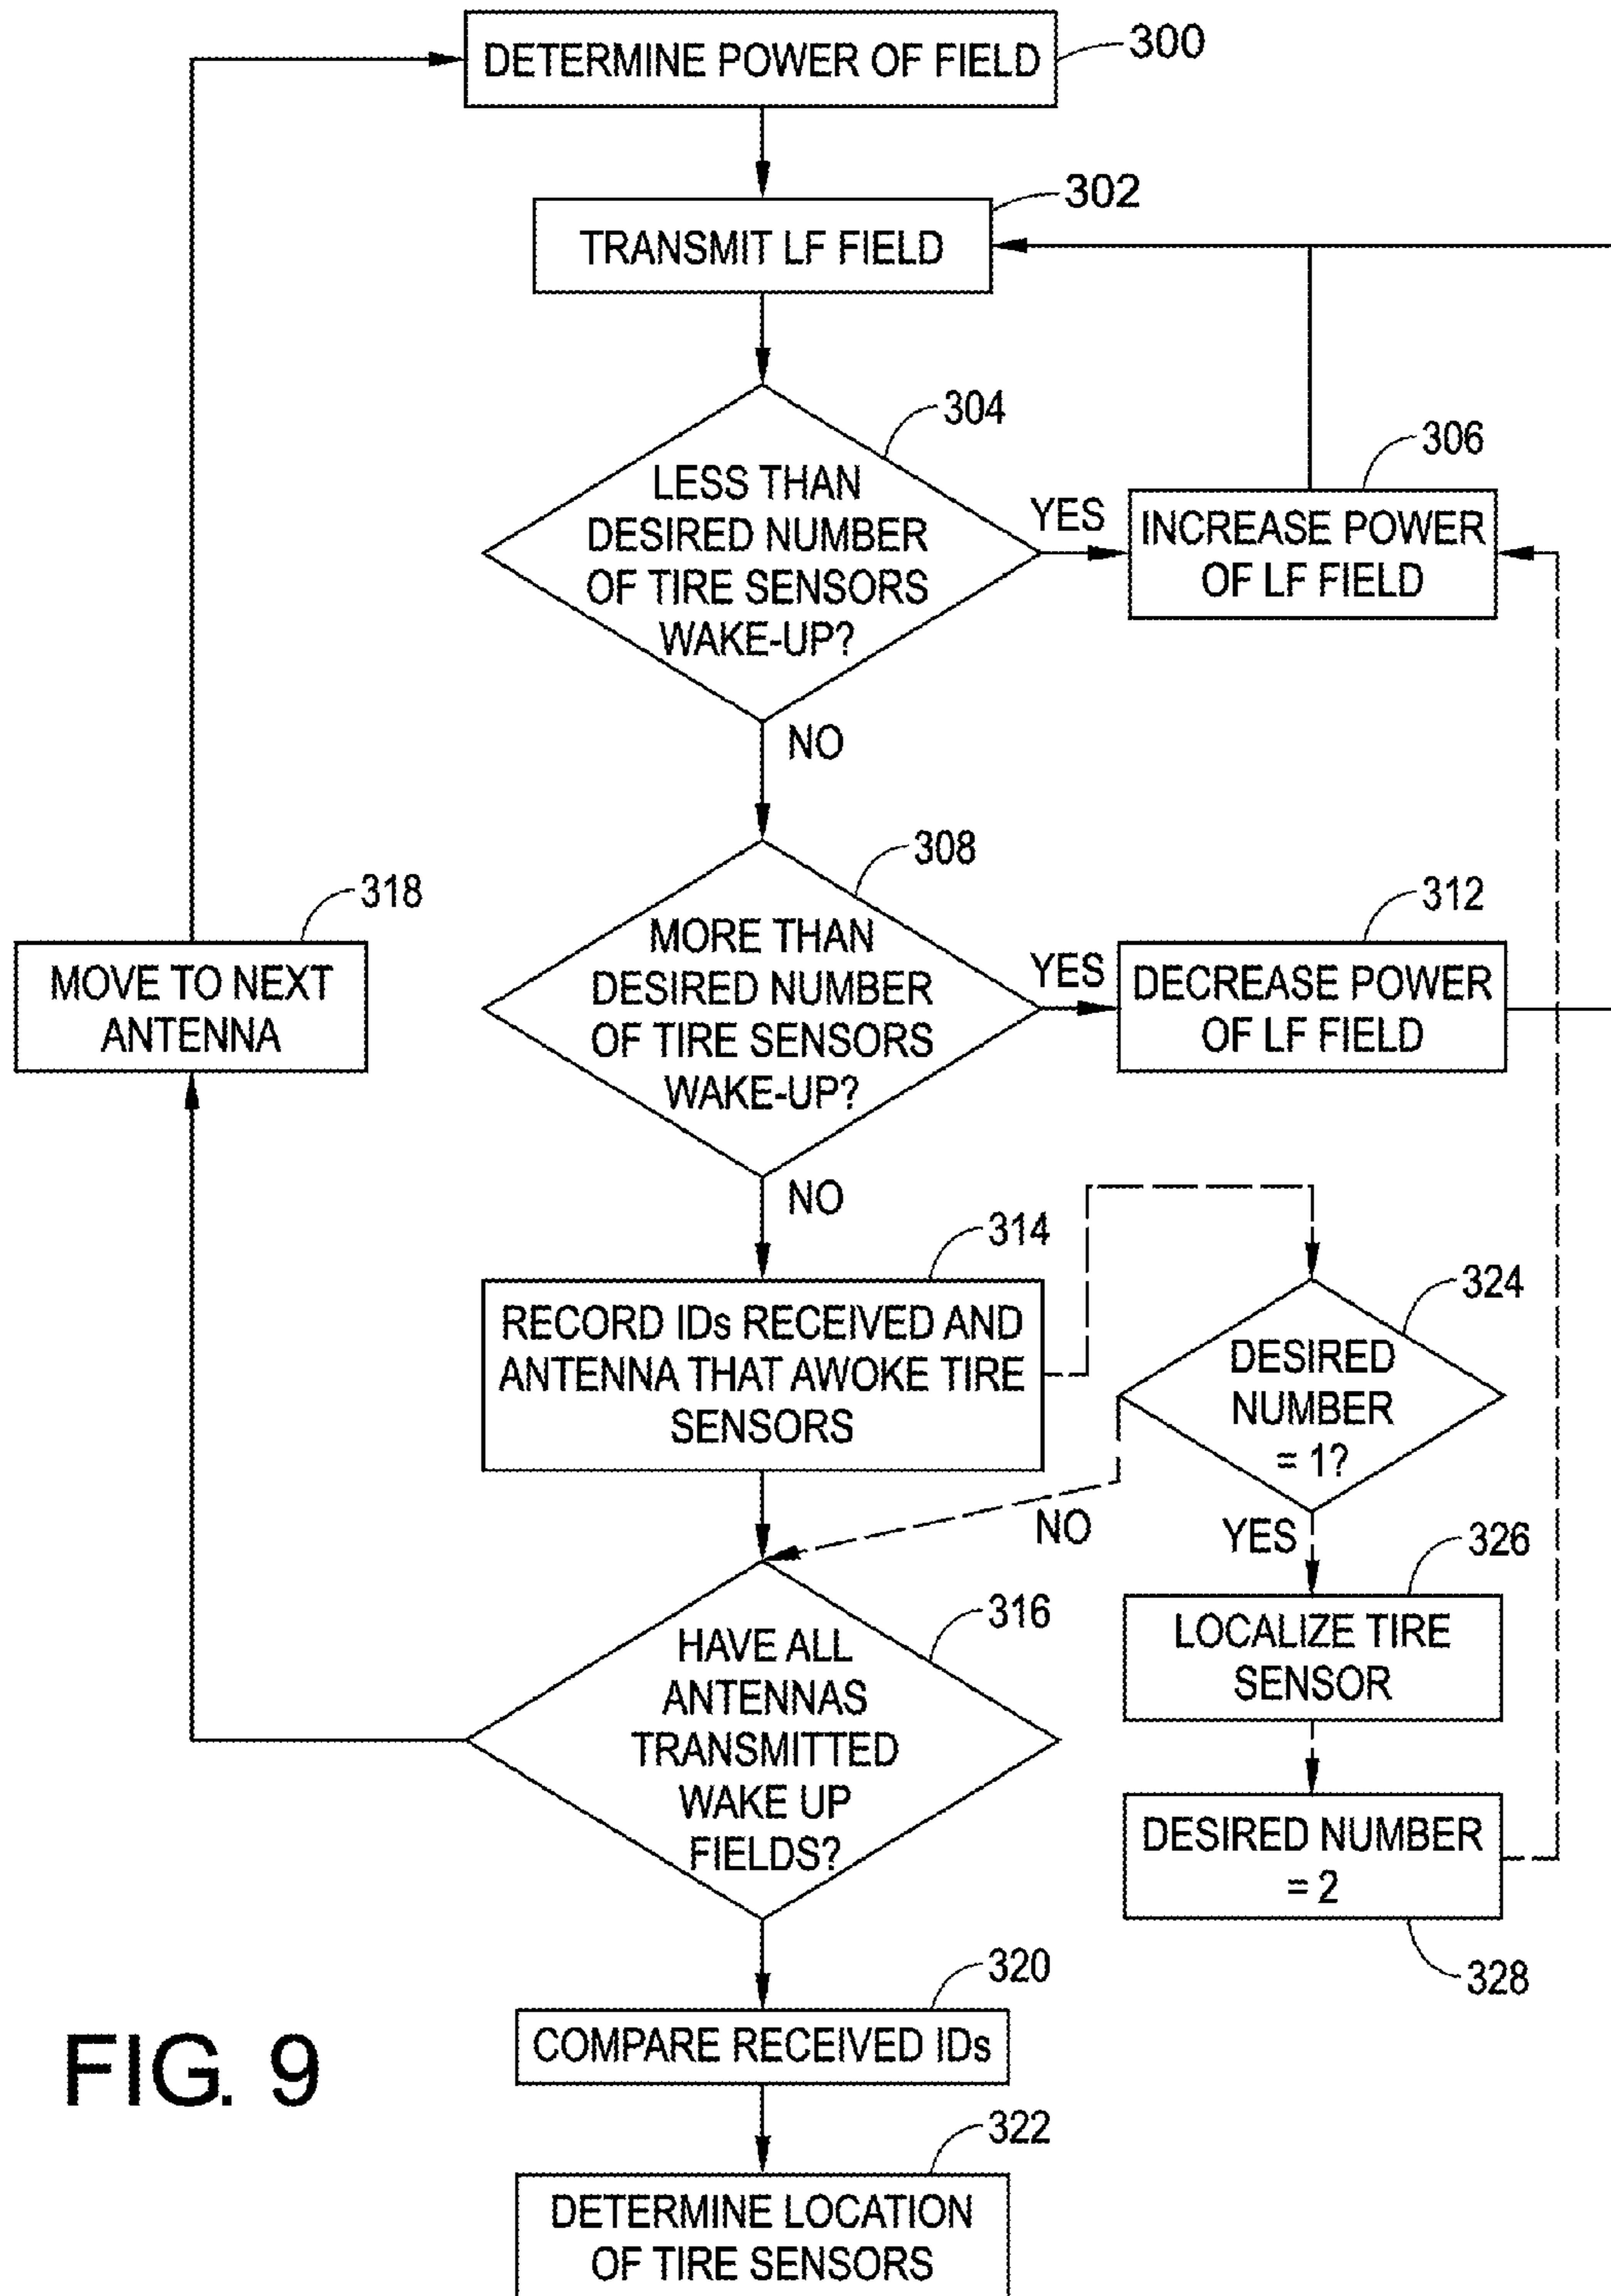 DETERMINE POWER OF FIELD
300
TRANSMIT LF FIELD
302
LESS THAN
DESIRED NUMBER
OF TIRE SENSORS
WAKE-UP?
304
YES
INCREASE POWER
OF LF FIELD
306
NO
MORE THAN
DESIRED NUMBER
OF TIRE SENSORS
WAKE-UP?
308
YES
DECREASE POWER
OF LF FIELD
312
MOVE TO NEXT
ANTENNA
318
NO
RECORD IDs RECEIVED AND
ANTENNA THAT AWOKE TIRE
SENSORS
314
DESIRED
NUMBER
= 1?
324
NO
YES
LOCALIZE TIRE
SENSOR
326
DESIRED NUMBER
= 2
328
HAVE ALL
ANTENNAS
TRANSMITTED
WAKE UP
FIELDS?
316
COMPARE RECEIVED IDs
320
DETERMINE LOCATION
OF TIRE SENSORS
322
FIG. 9